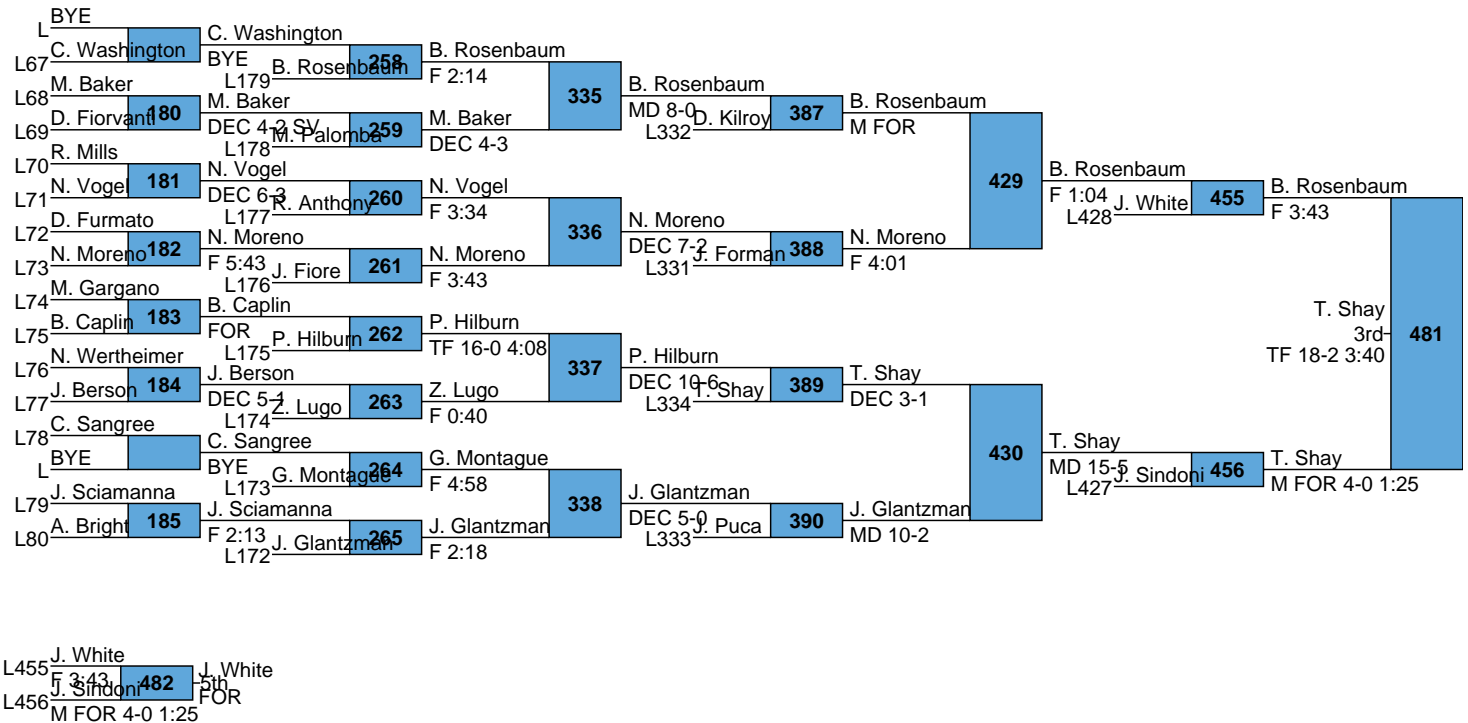 BYE
L
C. Washington
L67
C. Washington
BYE
M. Baker
L68
180
D. Fiorvanti
L69
M. Baker
DEC 4-2 SV
R. Mills
L70
181
N. Vogel
L71
N. Vogel
DEC 6-3
D. Furmato
L72
182
N. Moreno
L73
N. Moreno
F 5:43
M. Gargano
L74
183
B. Caplin
L75
B. Caplin
FOR
N. Wertheimer
L76
184
J. Berson
L77
J. Berson
DEC 5-1
C. Sangree
L78
BYE
L
C. Sangree
BYE
J. Sciamanna
L79
185
A. Bright
L80
J. Sciamanna
F 2:13
L179
B. Rosenbaum
258
B. Rosenbaum
F 2:14
L178
M. Palomba
259
M. Baker
DEC 4-3
L177
R. Anthony
260
N. Vogel
F 3:34
L176
J. Fiore
261
N. Moreno
F 3:43
L175
P. Hilburn
262
P. Hilburn
TF 16-0 4:08
L174
Z. Lugo
263
Z. Lugo
F 0:40
L173
G. Montague
264
G. Montague
F 4:58
L172
J. Glantzman
265
J. Glantzman
F 2:18
335
B. Rosenbaum
MD 8-0
336
N. Moreno
DEC 7-2
337
P. Hilburn
DEC 10-6
338
J. Glantzman
DEC 5-0
L332
D. Kilroy
387
B. Rosenbaum
M FOR
L331
J. Forman
388
N. Moreno
F 4:01
L334
T. Shay
389
T. Shay
DEC 3-1
L333
J. Puca
390
J. Glantzman
MD 10-2
429
B. Rosenbaum
F 1:04
430
T. Shay
MD 15-5
L428
J. White
455
B. Rosenbaum
F 3:43
L427
J. Sindoni
456
T. Shay
M FOR 4-0 1:25
T. Shay
3rd
TF 18-2 3:40
481
J. White
L455
F 3:43
482
J. Sindoni
L456
M FOR 4-0 1:25
J. White
5th
FOR